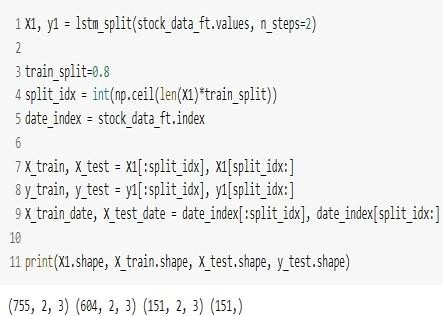 1 X1, y1 = lstm_split(stock_data_ft.values, n_steps=2)
2
3 train_split=0.8
4 split_idx = int(np.ceil(len(X1)*train_split))
5 date_index = stock_data_ft.index
6
7 X_train, X_test = X1[:split_idx], X1[split_idx:]
8 y_train, y_test = y1[:split_idx], y1[split_idx:]
9 X_train_date, X_test_date = date_index[:split_idx], date_index[split_idx:]
10
11 print(X1.shape, X_train.shape, X_test.shape, y_test.shape)
(755, 2, 3) (604, 2, 3) (151, 2, 3) (151,)